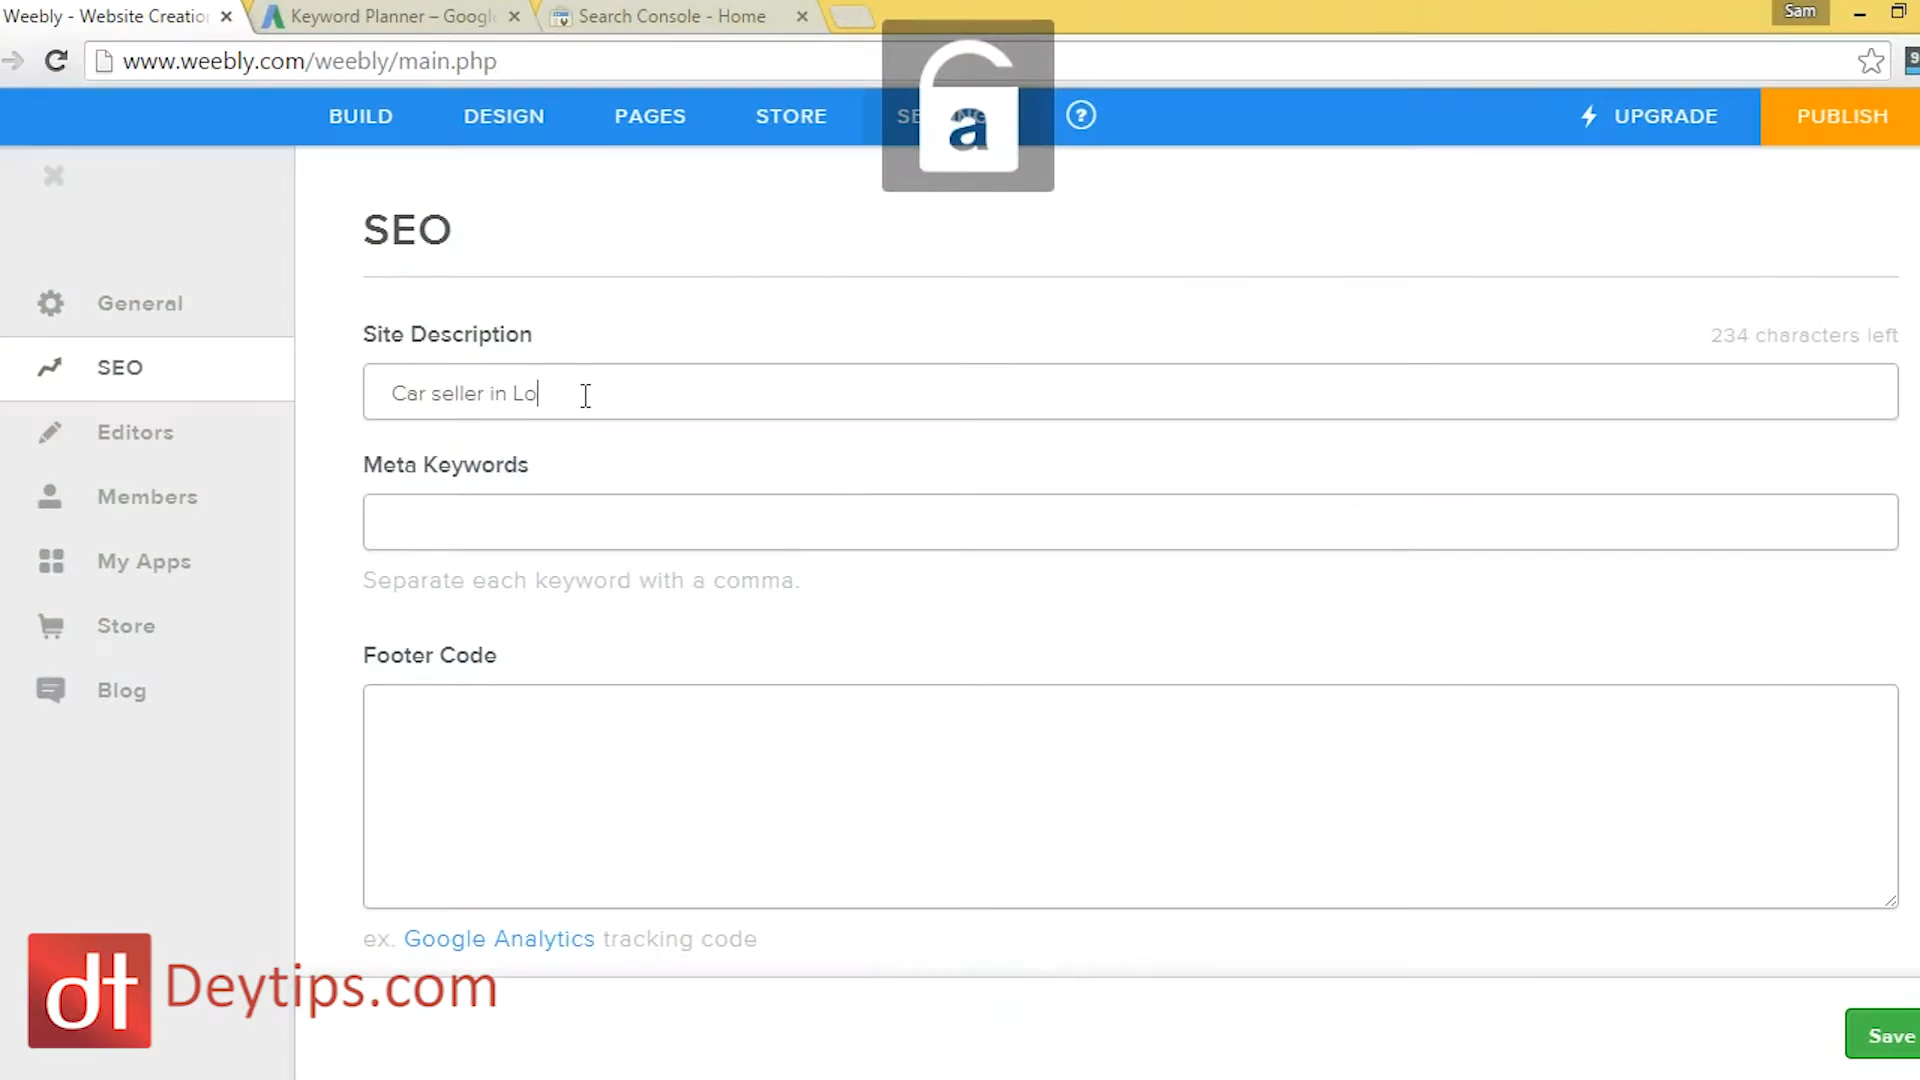 Weebly - Website Creatio
Keyword Planner – Googl
Search Console - Home
Sam
www.weebly.com/weebly/main.php
BUILD
DESIGN
PAGES
STORE
a
?
UPGRADE
PUBLISH
SEO
General
SEO
Editors
Members
My Apps
Store
Blog
Site Description
234 characters left
Car seller in Lo
Meta Keywords
Separate each keyword with a comma.
Footer Code
ex. Google Analytics tracking code
dt Deytips.com
Save